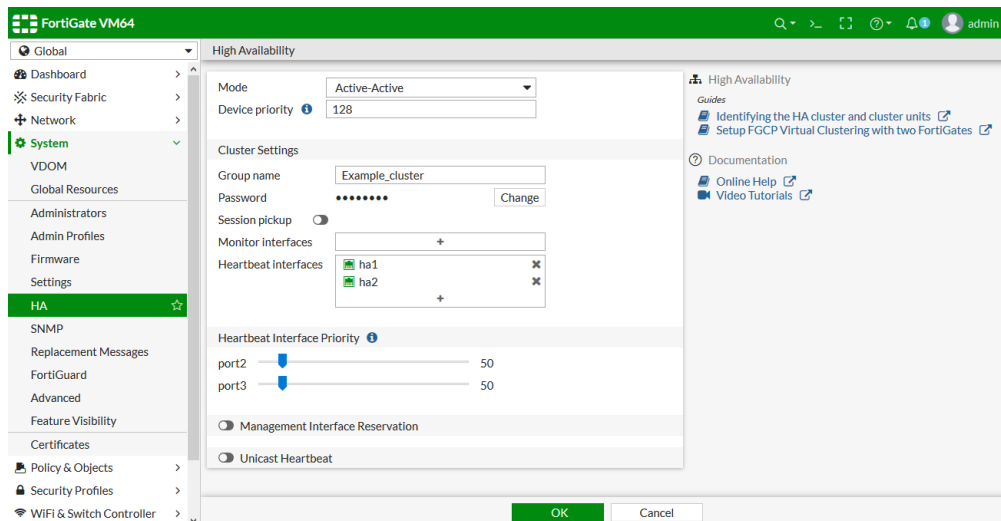 FortiGate VM64
admin
Global
High Availability
Dashboard
Security Fabric
Network
System
VDOM
Global Resources
Administrators
Admin Profiles
Firmware
Settings
HA
SNMP
Replacement Messages
FortiGuard
Advanced
Feature Visibility
Certificates
Policy & Objects
Security Profiles
WiFi & Switch Controller
Mode Active-Active
Device priority 128
Cluster Settings
Group name Example_cluster
Password •••••••• Change
Session pickup
Monitor interfaces +
Heartbeat interfaces ha1
ha2
+
Heartbeat Interface Priority
port2 50
port3 50
Management Interface Reservation
Unicast Heartbeat
OK Cancel
High Availability
Guides
Identifying the HA cluster and cluster units
Setup FGCP Virtual Clustering with two FortiGates
Documentation
Online Help
Video Tutorials